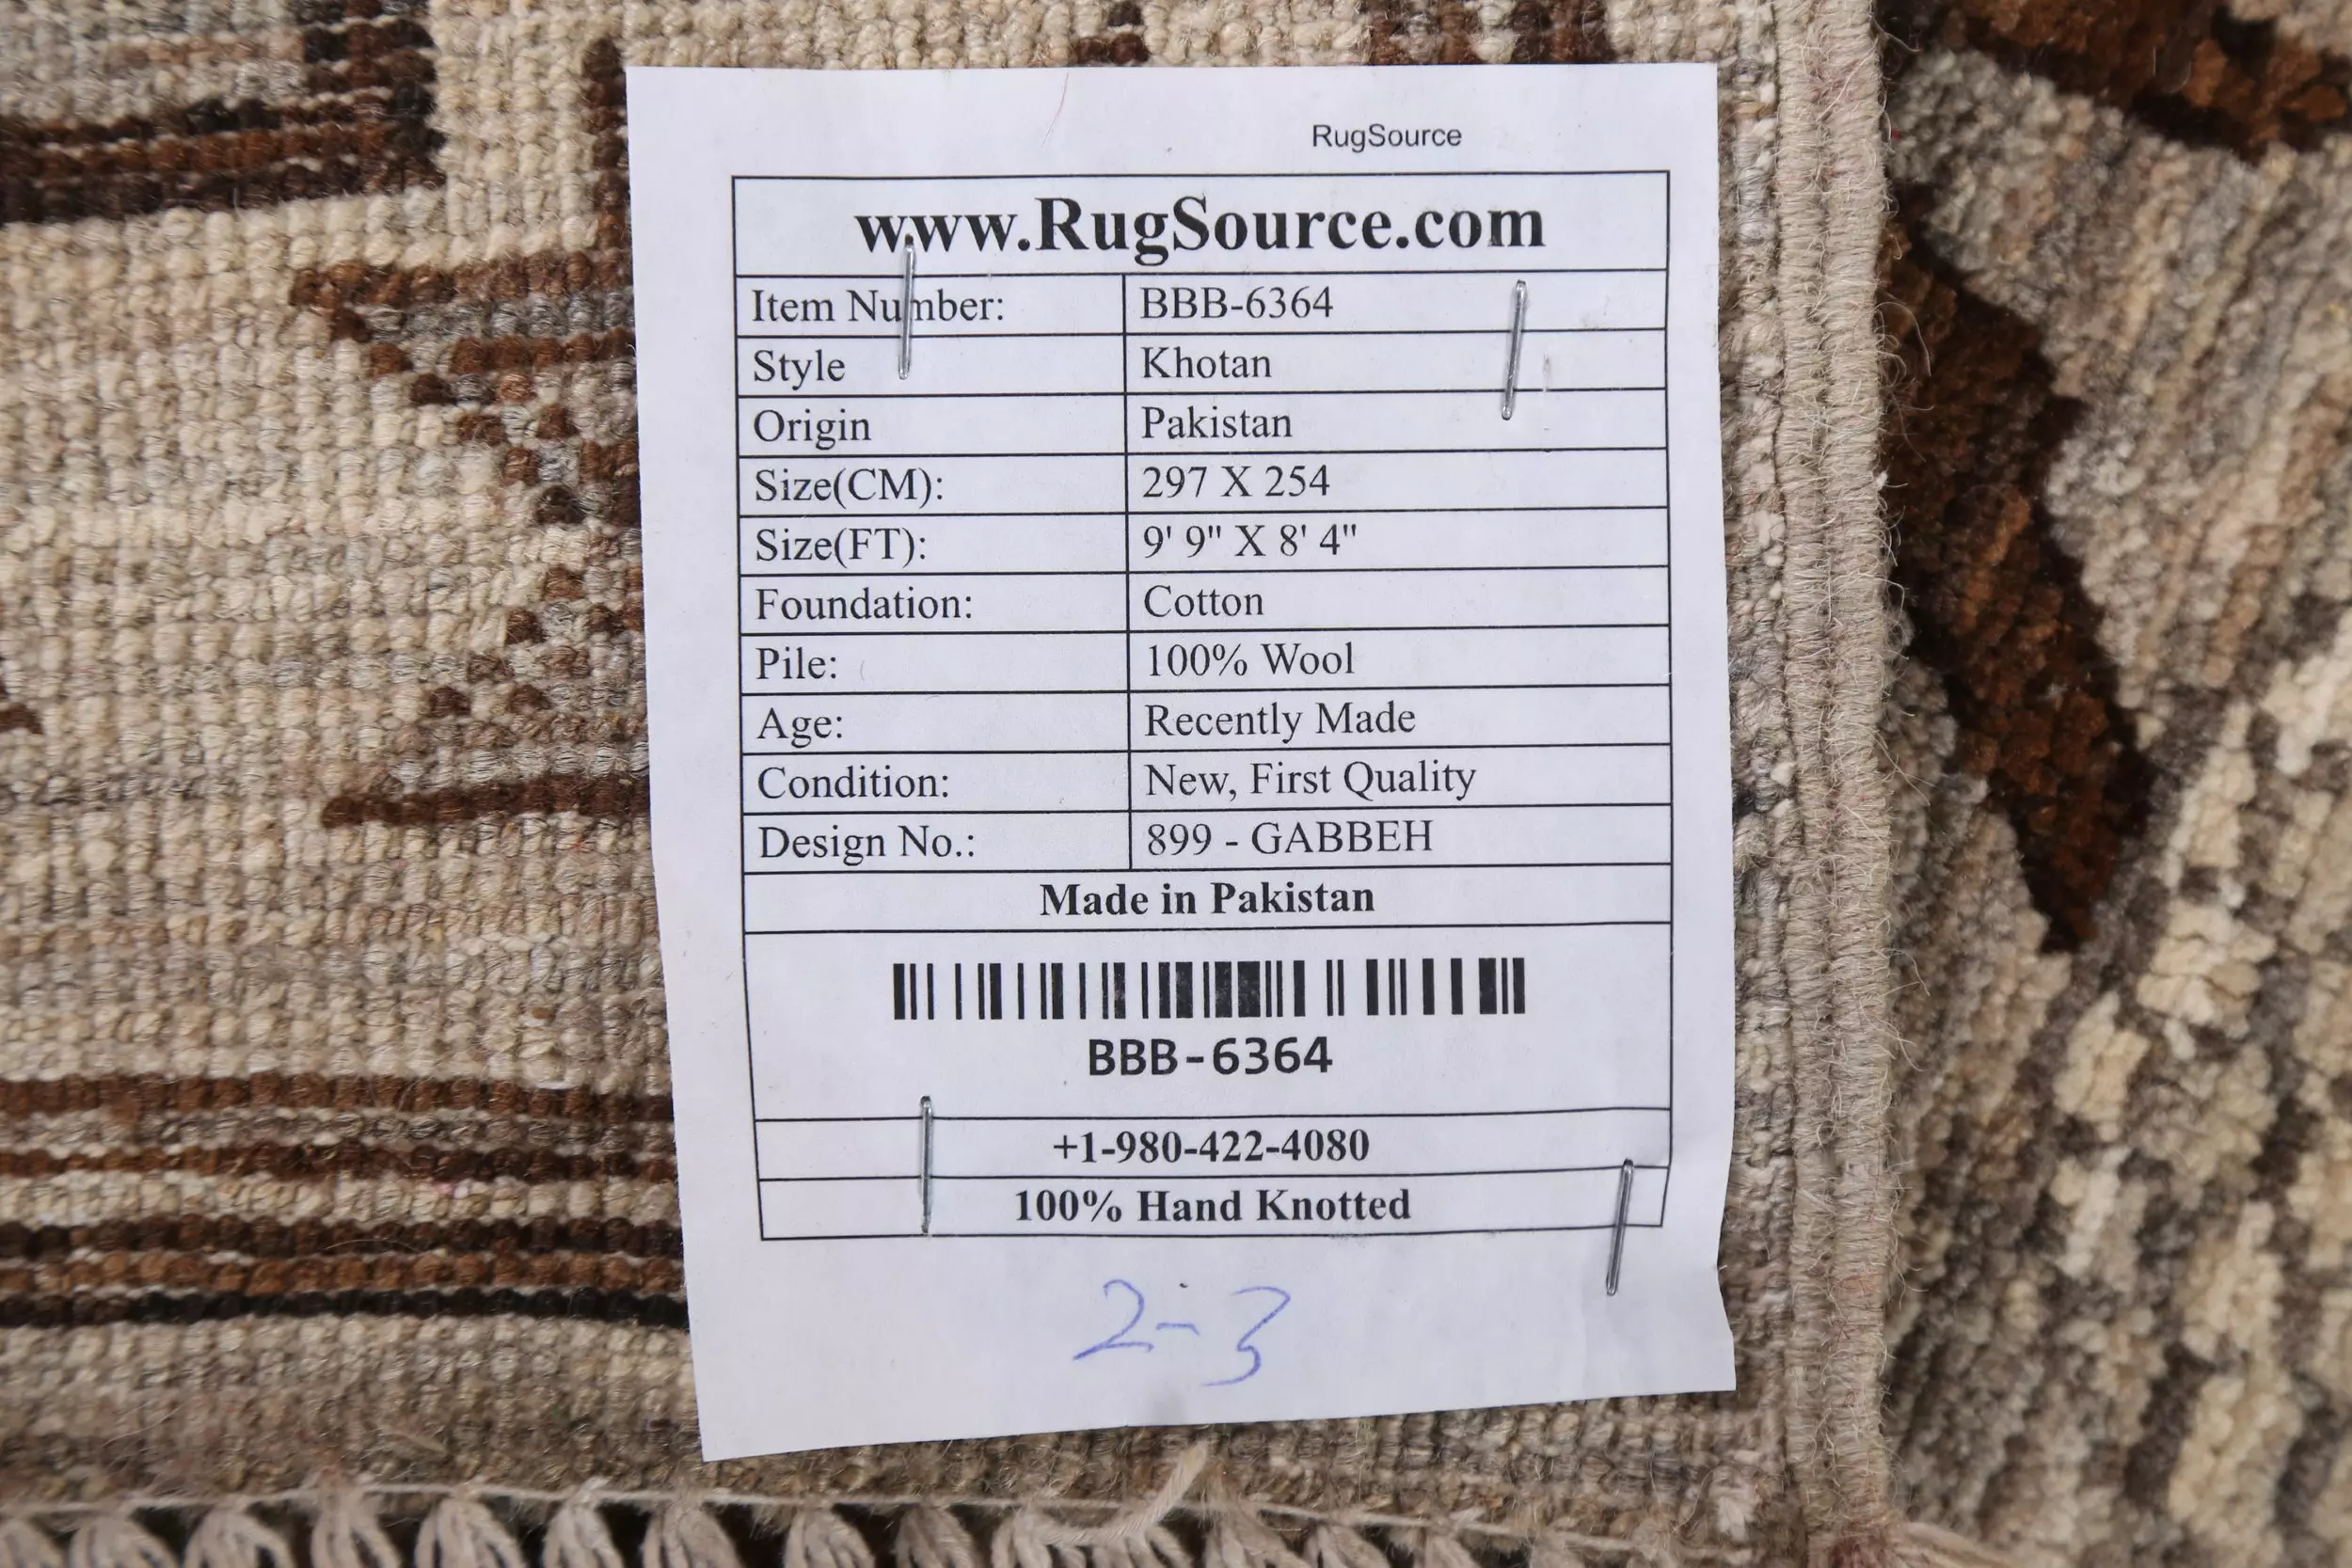 RugSource
www.RugSource.com
Item Number: BBB-6364
Style Khotan
Origin Pakistan
Size(CM): 297 X 254
Size(FT): 9' 9" X 8' 4"
Foundation: Cotton
Pile: 100% Wool
Age: Recently Made
Condition: New, First Quality
Design No.: 899 - GABBEH
Made in Pakistan
BBB-6364
+1-980-422-4080
100% Hand Knotted
2-3